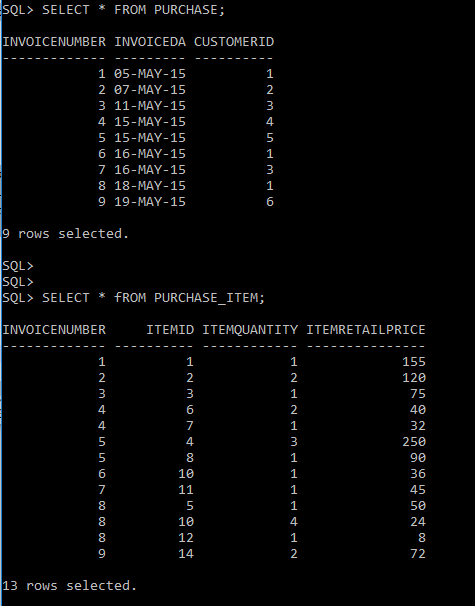 SQL> SELECT * FROM PURCHASE;
INVOICENUMBER INVOICEDA CUSTOMERID
------------- --------- ----------
1 05-MAY-15 1
2 07-MAY-15 2
3 11-MAY-15 3
4 15-MAY-15 4
5 15-MAY-15 5
6 16-MAY-15 1
7 16-MAY-15 3
8 18-MAY-15 1
9 19-MAY-15 6
9 rows selected.
SQL>
SQL>
SQL> SELECT * fROM PURCHASE_ITEM;
INVOICENUMBER ITEMID ITEMQUANTITY ITEMRETAILPRICE
------------- ---------- ------------ ---------------
1 1 1 155
2 2 2 120
3 3 1 75
4 6 2 40
4 7 1 32
5 4 3 250
5 8 1 90
6 10 1 36
7 11 1 45
8 5 1 50
8 10 4 24
8 12 1 8
9 14 2 72
13 rows selected.